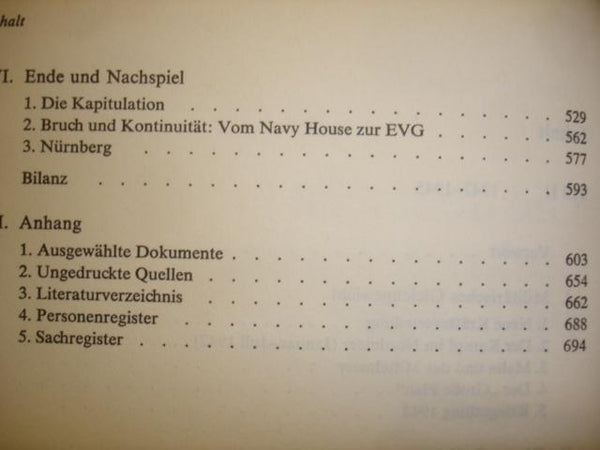 halt
I. Ende und Nachspiel
1. Die Kapitulation . . . . . . . . . . . . . . 529
2. Bruch und Kontinuität: Vom Navy House zur EVG . . . . . 562
3. Nürnberg . . . . . . . . . . . . . . . . 577
Bilanz . . . . . . . . . . . . . . . . . . 593
I. Anhang
1. Ausgewählte Dokumente . . . . . . . . . . . . 603
2. Ungedruckte Quellen . . . . . . . . . . . . . 654
3. Literaturverzeichnis . . . . . . . . . . . . . 662
4. Personenregister . . . . . . . . . . . . . . 688
5. Sachregister . . . . . . . . . . . . . . . 694